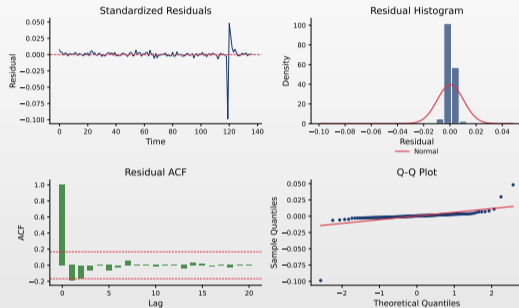 Standardized Residuals
0.050
0.025
0.000
−0.025
−0.050
−0.075
−0.100
Residual
0 20 40 60 80 100 120 140
Time
Residual Histogram
100
80
60
40
20
0
Density
−0.10 −0.08 −0.06 −0.04 −0.02 0.00 0.02 0.04
Residual
Normal
Residual ACF
1.0
0.8
0.6
0.4
0.2
0.0
−0.2
ACF
0 5 10 15 20
Lag
Q-Q Plot
0.050
0.025
0.000
−0.025
−0.050
−0.075
−0.100
Sample Quantiles
−2 −1 0 1 2
Theoretical Quantiles